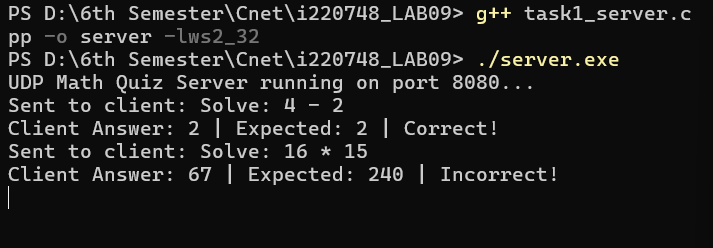 PS D:\6th Semester\Cnet\i220748_LAB09> g++ task1_server.c
pp -o server -lws2_32
PS D:\6th Semester\Cnet\i220748_LAB09> ./server.exe
UDP Math Quiz Server running on port 8080...
Sent to client: Solve: 4 - 2
Client Answer: 2 | Expected: 2 | Correct!
Sent to client: Solve: 16 * 15
Client Answer: 67 | Expected: 240 | Incorrect!